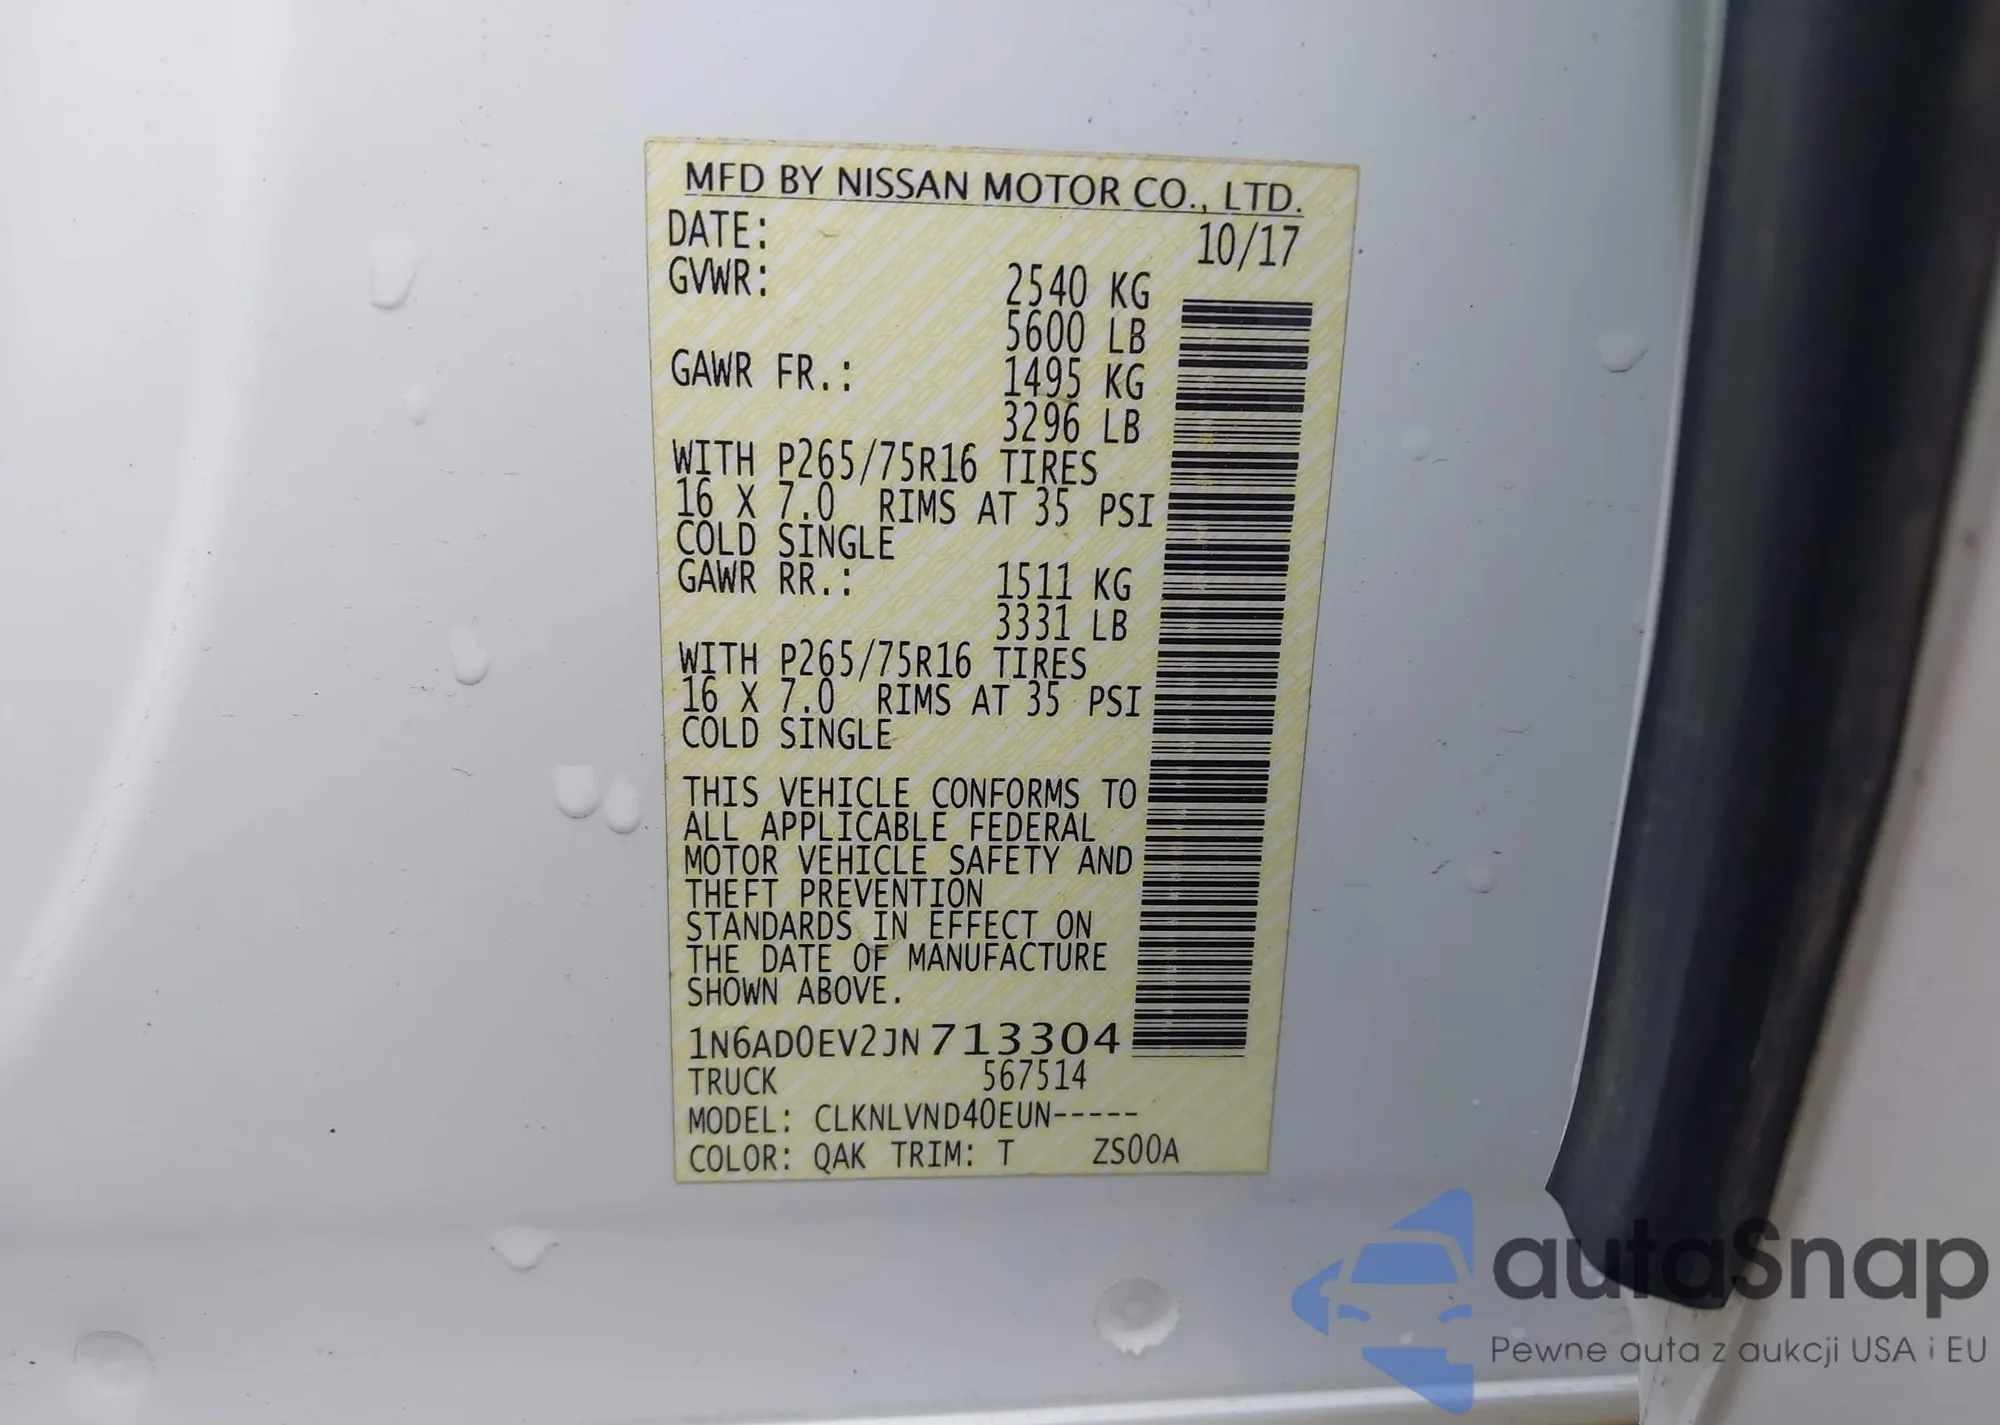 MFD BY NISSAN MOTOR CO., LTD.
DATE: 10/17
GVWR: 2540 KG
5600 LB
GAWR FR.: 1495 KG
3296 LB
WITH P265/75R16 TIRES
16 X 7.0 RIMS AT 35 PSI
COLD SINGLE
GAWR RR.: 1511 KG
3331 LB
WITH P265/75R16 TIRES
16 X 7.0 RIMS AT 35 PSI
COLD SINGLE
THIS VEHICLE CONFORMS TO
ALL APPLICABLE FEDERAL
MOTOR VEHICLE SAFETY AND
THEFT PREVENTION
STANDARDS IN EFFECT ON
THE DATE OF MANUFACTURE
SHOWN ABOVE.
1N6AD0EV2JN713304
TRUCK 567514
MODEL: CLKNLVND40EUN-----
COLOR: QAK TRIM: T ZS00A
autaSnap
Pewne auta z aukcji USA i EU